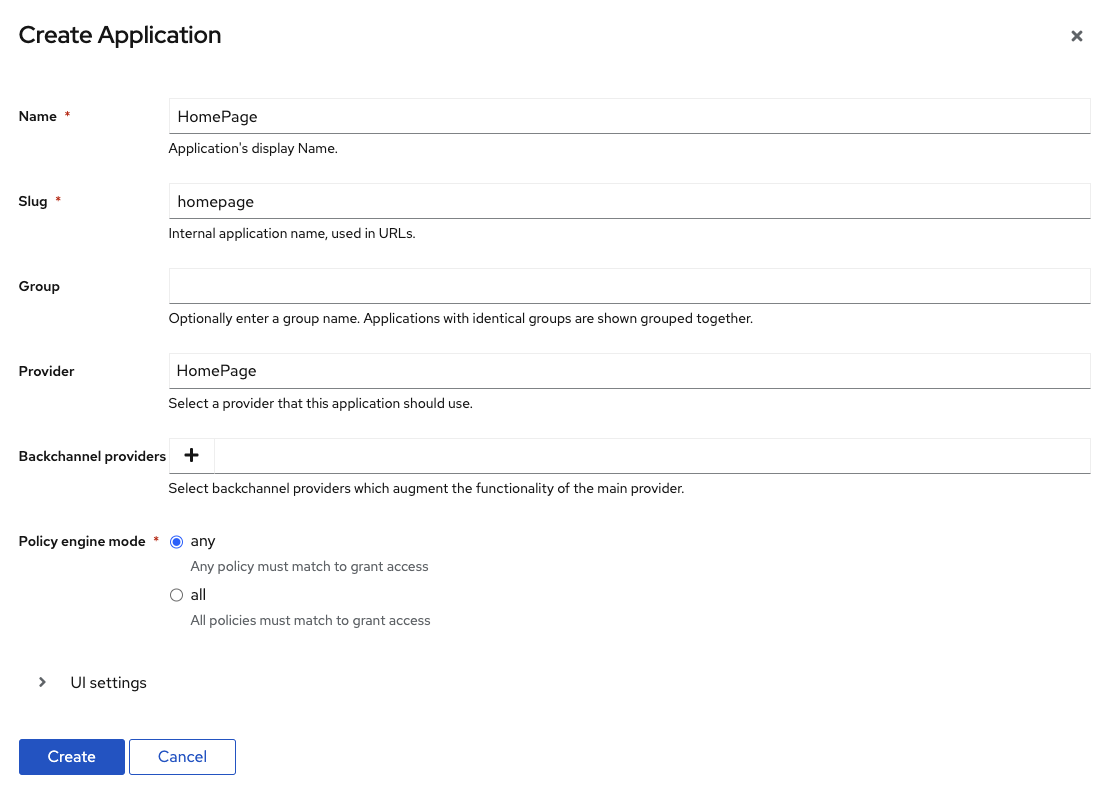 Create Application
Name *
HomePage
Application's display Name.
Slug *
homepage
Internal application name, used in URLs.
Group
Optionally enter a group name. Applications with identical groups are shown grouped together.
Provider
HomePage
Select a provider that this application should use.
Backchannel providers
Select backchannel providers which augment the functionality of the main provider.
Policy engine mode *
any
Any policy must match to grant access
all
All policies must match to grant access
UI settings
Create
Cancel